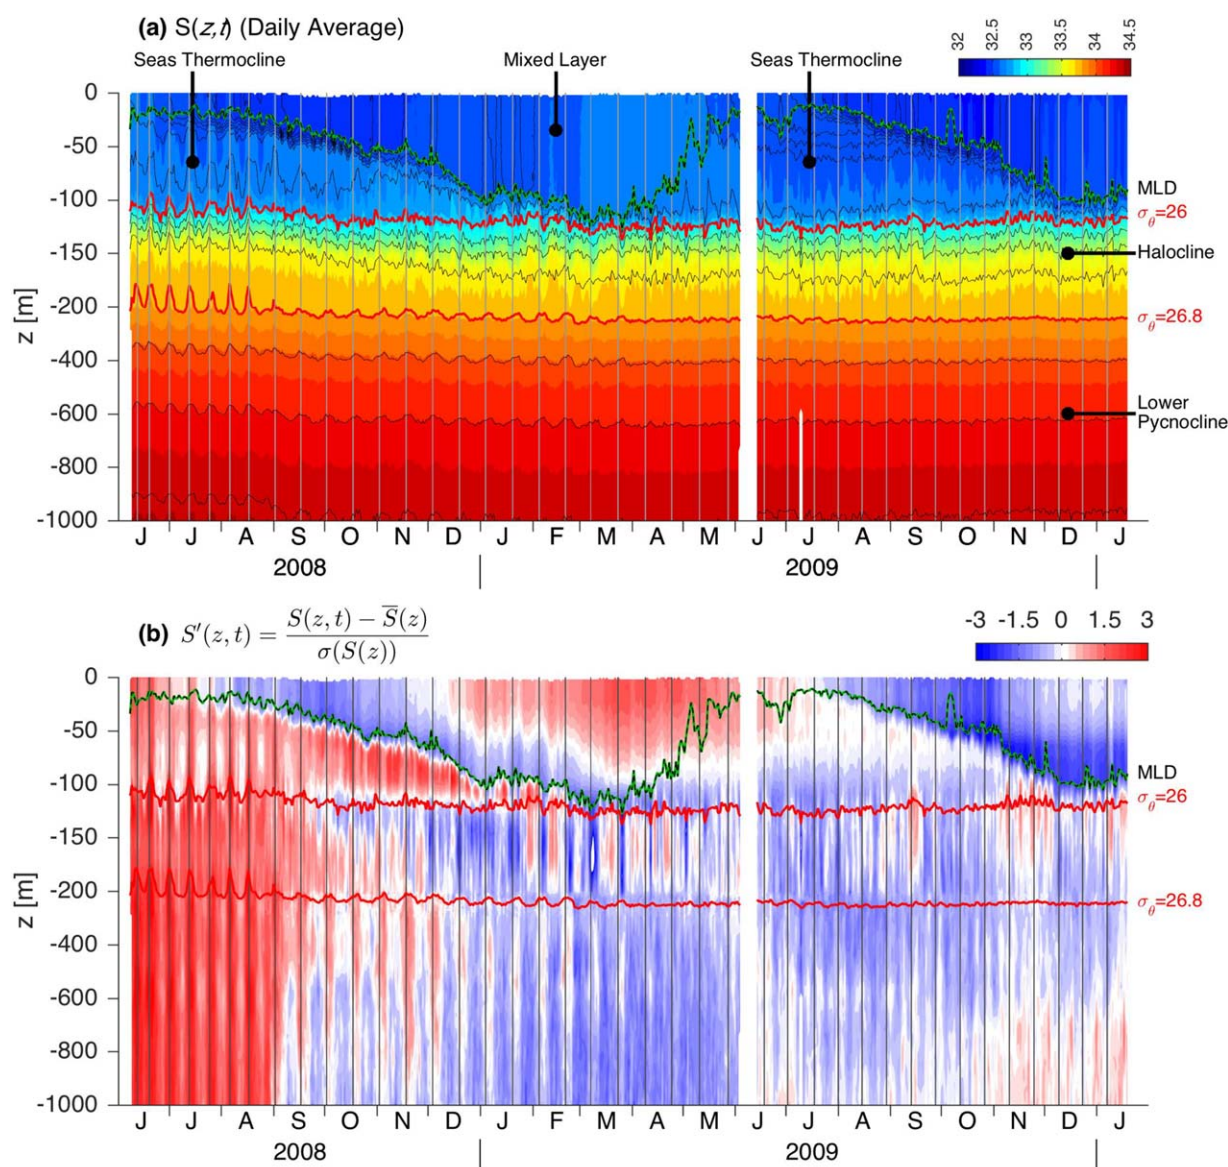 (a) S(z,t) (Daily Average)
32 32.5 33 33.5 34 34.5
Seas Thermocline Mixed Layer Seas Thermocline
0
-50
-100
-150
-200
-400
-600
-800
-1000
z [m]
MLD
σθ=26
Halocline
σθ=26.8
Lower
Pycnocline
J J A S O N D J F M A M J J A S O N D J
2008 2009
(b) S′(z,t) = (S(z,t) − S̅(z)) / σ(S(z))
-3 -1.5 0 1.5 3
0
-50
-100
-150
-200
-400
-600
-800
-1000
z [m]
MLD
σθ=26
σθ=26.8
J J A S O N D J F M A M J J A S O N D J
2008 2009